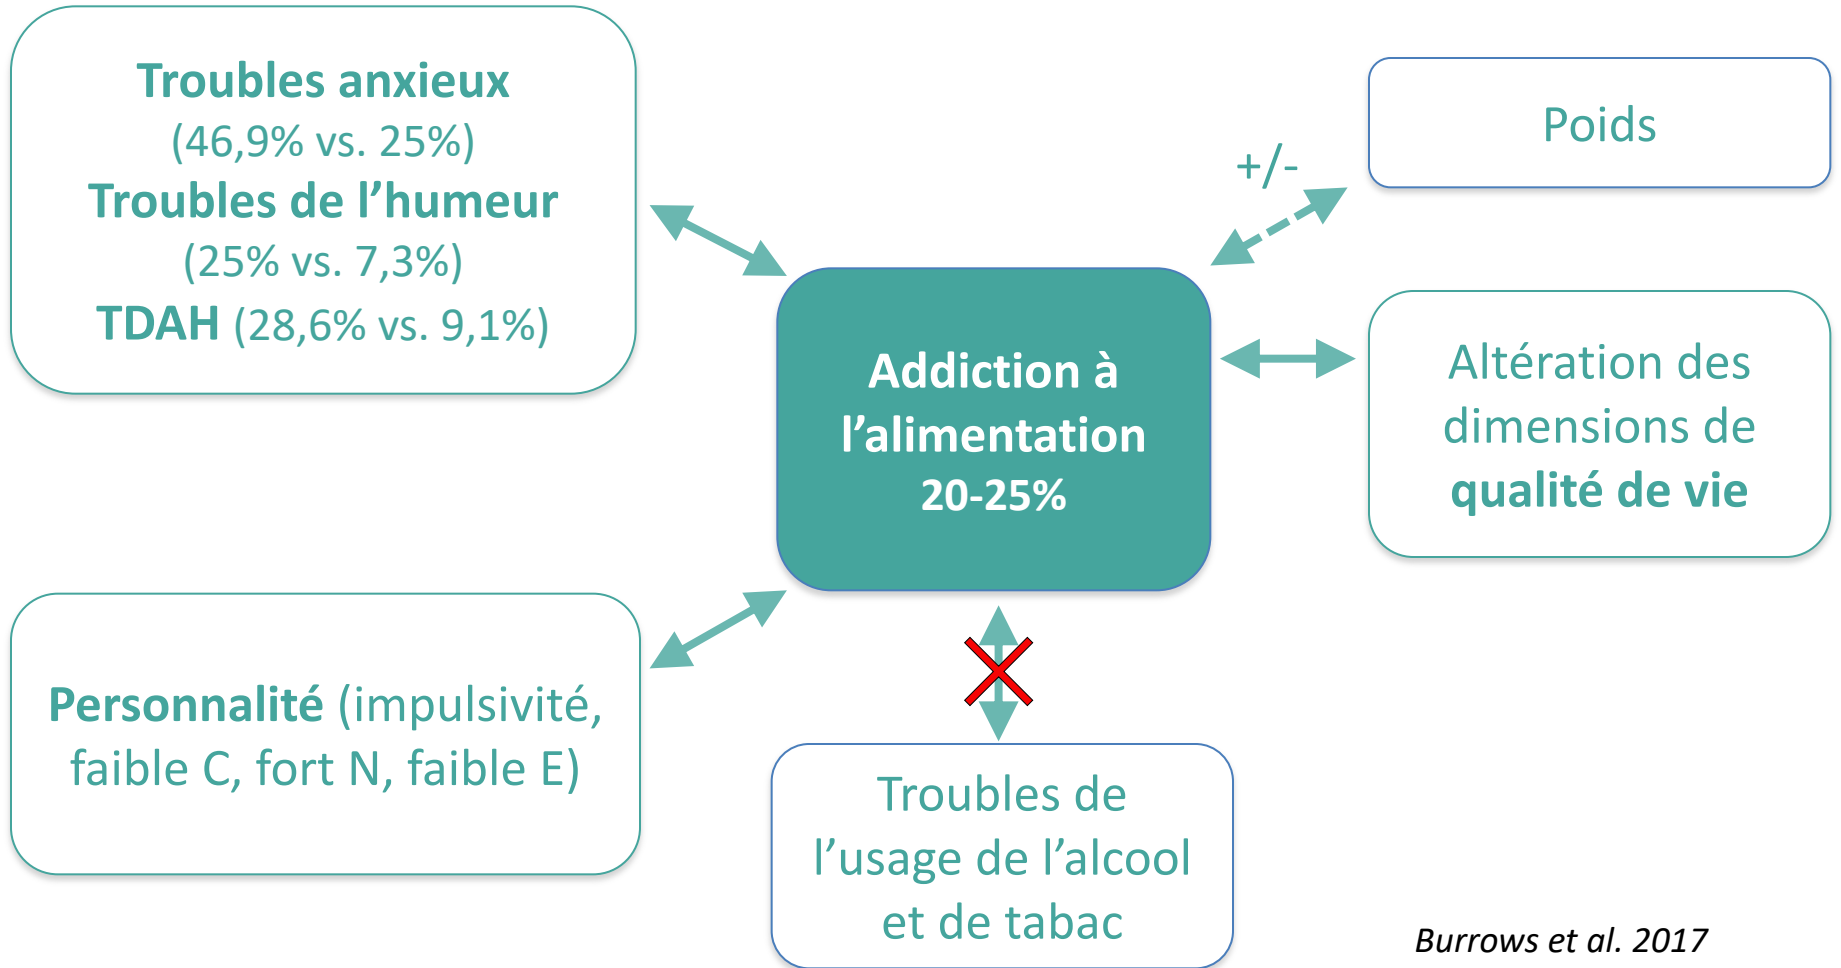 Troubles anxieux
(46,9% vs. 25%)
Troubles de l’humeur
(25% vs. 7,3%)
TDAH (28,6% vs. 9,1%)
Poids
+/-
Addiction à
l’alimentation
20-25%
Altération des
dimensions de
qualité de vie
Personnalité (impulsivité,
faible C, fort N, faible E)
Troubles de
l’usage de l’alcool
et de tabac
Burrows et al. 2017